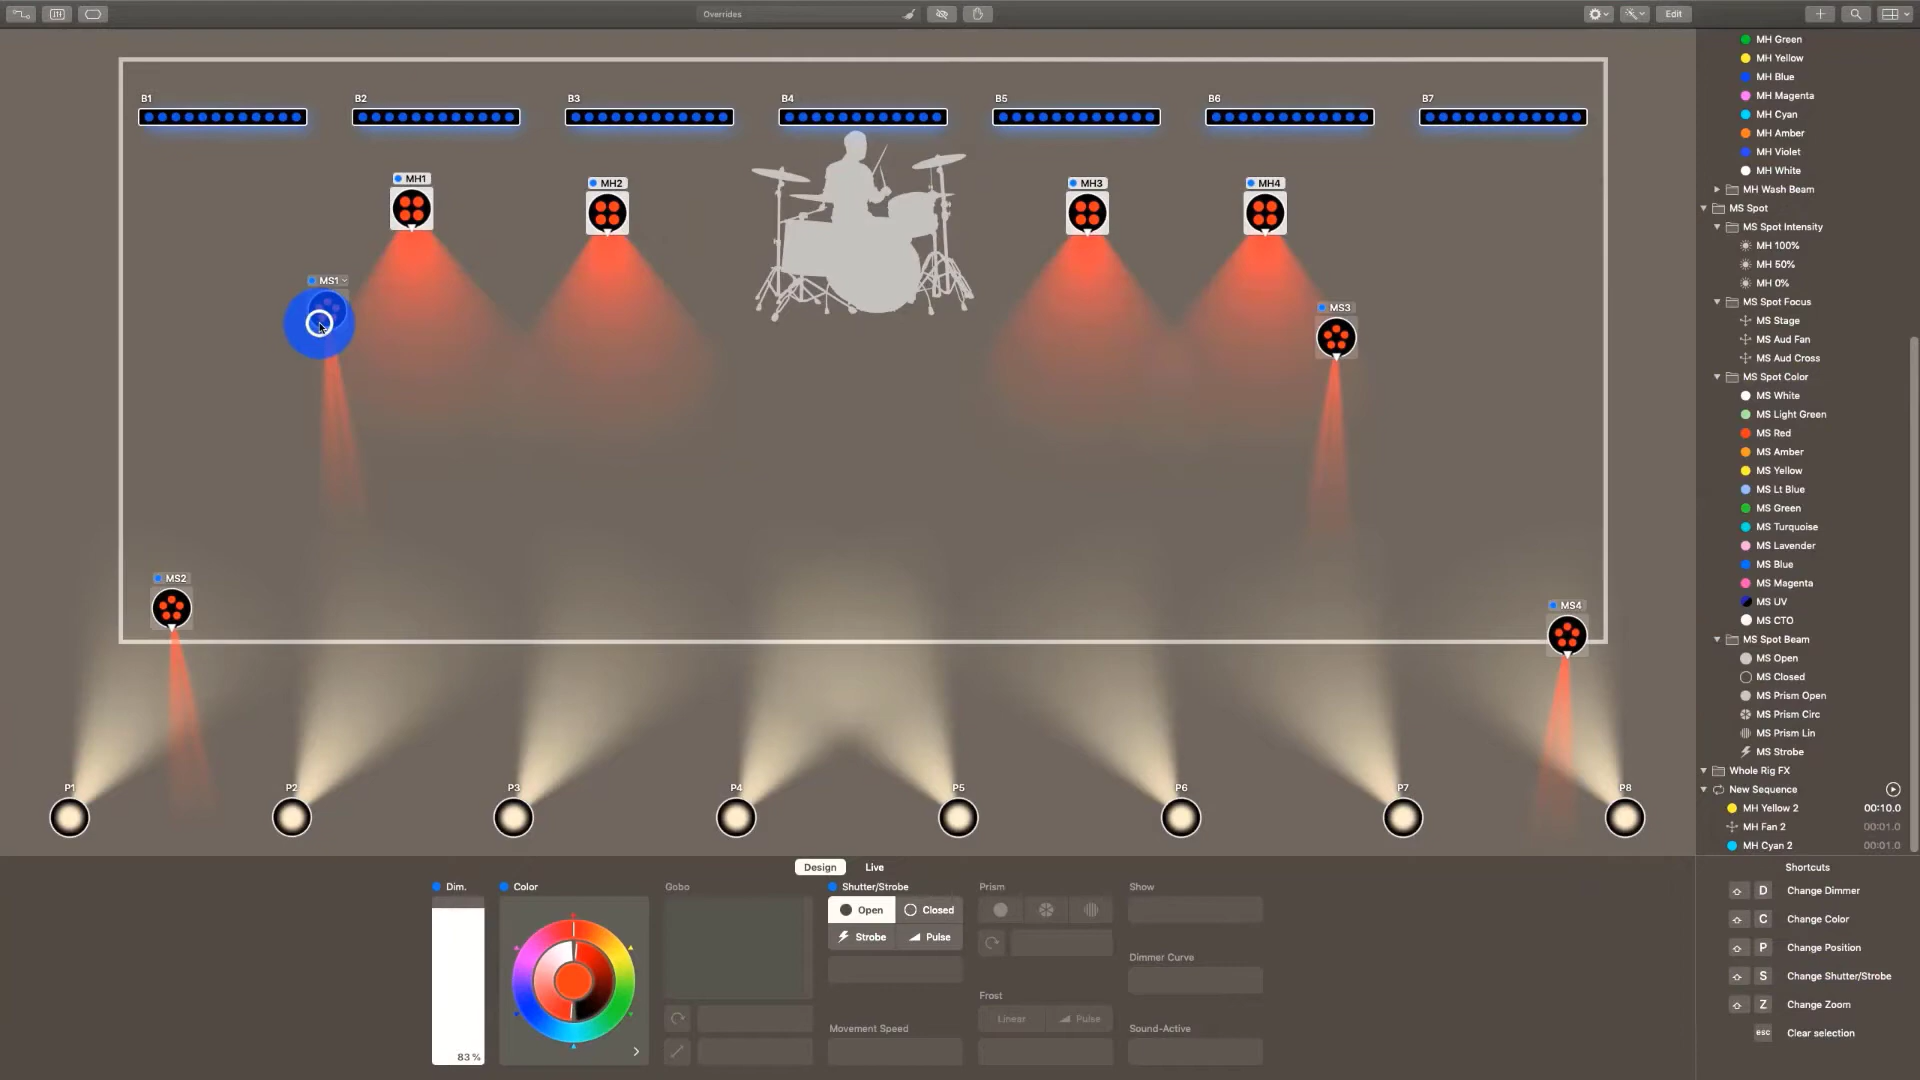 Overrides
Edit
B1
B2
B3
B4
B5
B6
B7
MH1
MH2
MH3
MH4
MS1
MS3
MS2
MS4
P1
P2
P3
P4
P5
P6
P7
P8
MH Green
MH Yellow
MH Blue
MH Magenta
MH Cyan
MH Amber
MH Violet
MH White
MH Wash Beam
MS Spot
MS Spot Intensity
MH 100%
MH 50%
MH 0%
MS Spot Focus
MS Stage
MS Aud Fan
MS Aud Cross
MS Spot Color
MS White
MS Light Green
MS Red
MS Amber
MS Yellow
MS Lt Blue
MS Green
MS Turquoise
MS Lavender
MS Blue
MS Magenta
MS UV
MS CTO
MS Spot Beam
MS Open
MS Closed
MS Prism Open
MS Prism Circ
MS Prism Lin
MS Strobe
Whole Rig FX
New Sequence
MH Yellow 2 00:10.0
MH Fan 2 00:01.0
MH Cyan 2 00:01.0
Design Live
Dim.
83 %
Color
Gobo
Shutter/Strobe
Open Closed
Strobe Pulse
Movement Speed
Prism
Frost
Linear Pulse
Show
Dimmer Curve
Sound-Active
Shortcuts
D Change Dimmer
C Change Color
P Change Position
S Change Shutter/Strobe
Z Change Zoom
esc Clear selection